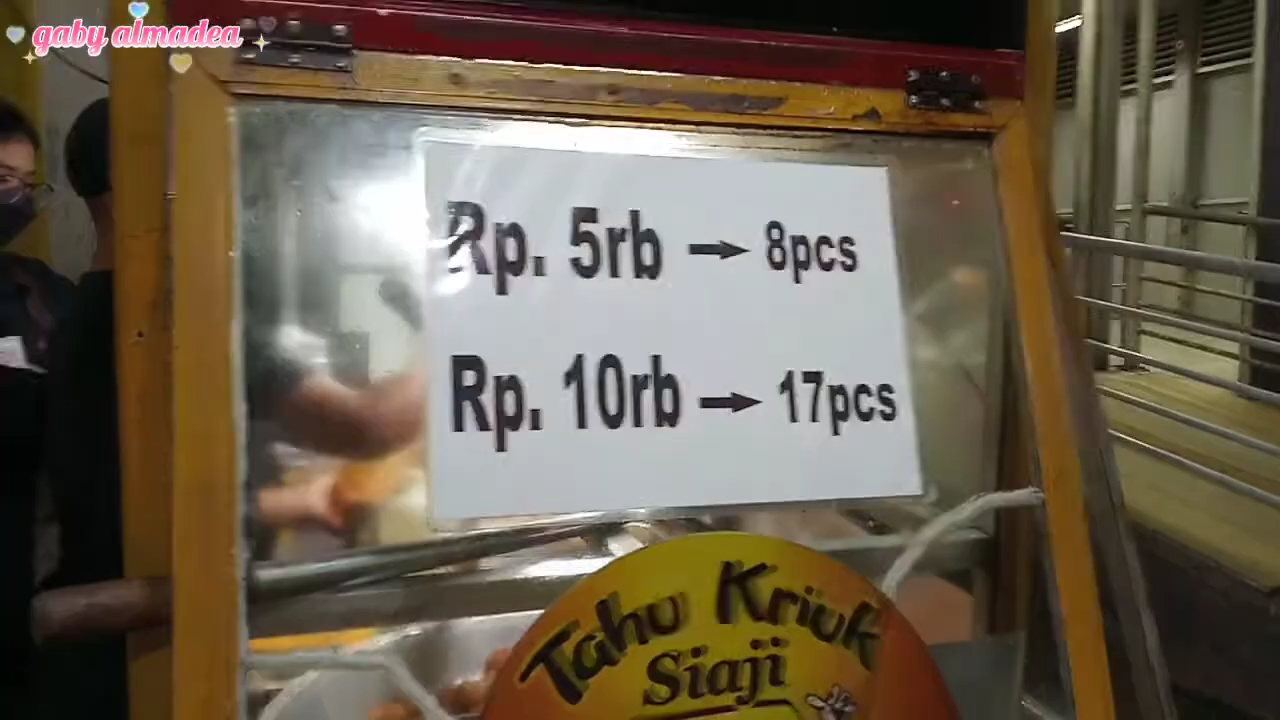 gaby almadea
Rp. 5rb → 8pcs
Rp. 10rb → 17pcs
Tahu Kriuk
Siaji